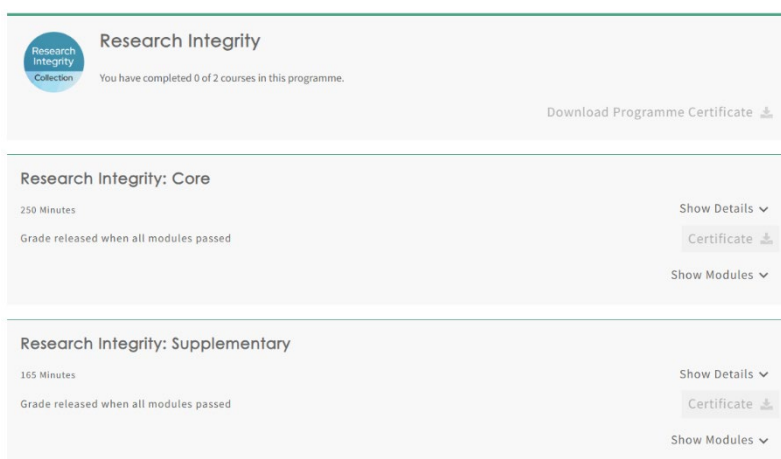 Research
Integrity
Collection
Research Integrity
You have completed 0 of 2 courses in this programme.
Download Programme Certificate
Research Integrity: Core
250 Minutes
Show Details
Grade released when all modules passed
Certificate
Show Modules
Research Integrity: Supplementary
165 Minutes
Show Details
Grade released when all modules passed
Certificate
Show Modules